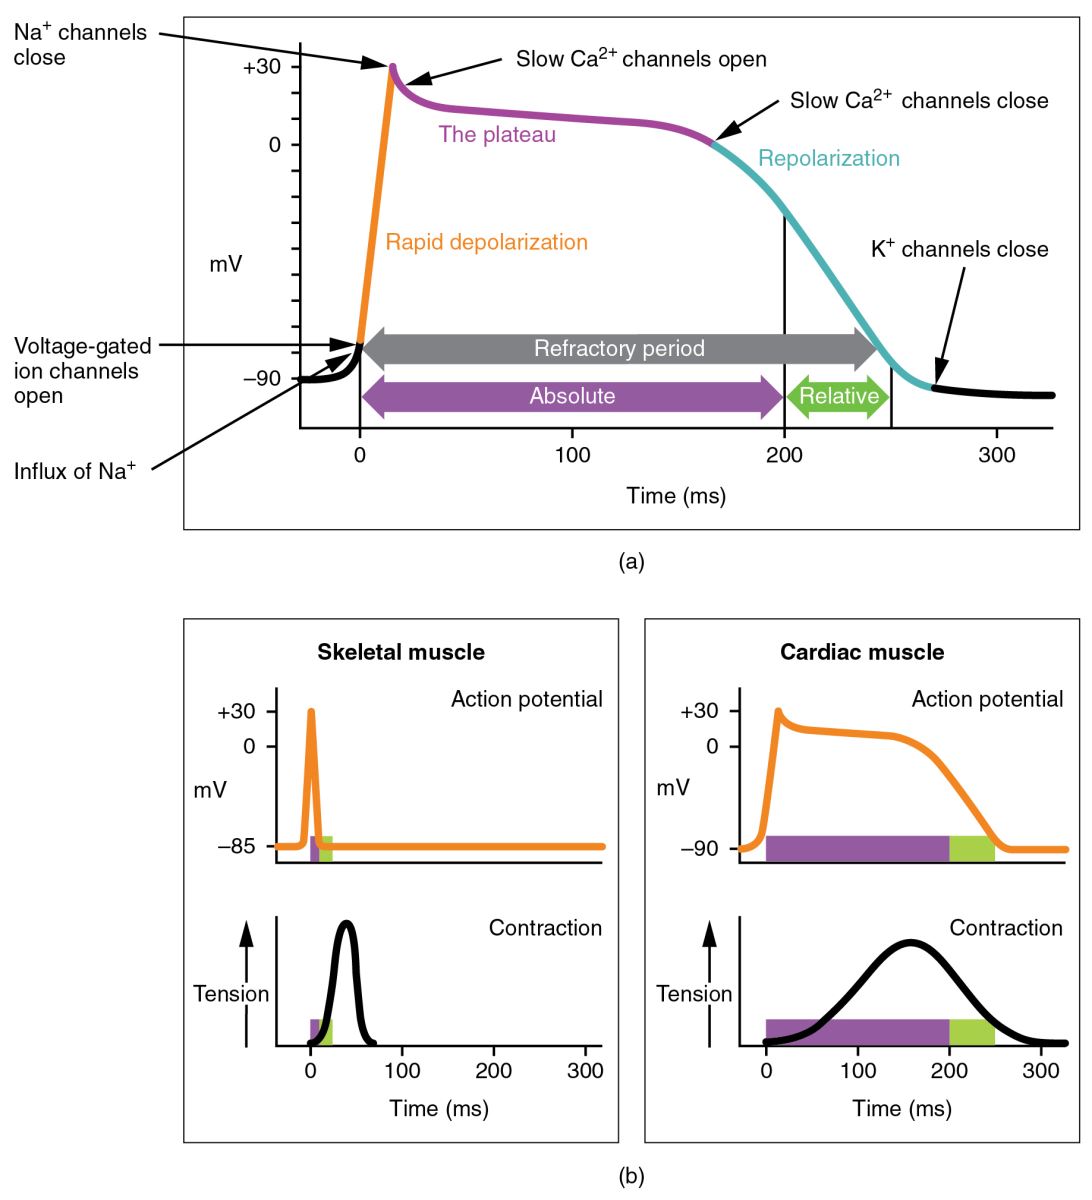 Na+ channels
close
+30
Slow Ca2+ channels open
Slow Ca2+ channels close
The plateau
0
Repolarization
Rapid depolarization
K+ channels close
mV
Voltage-gated
ion channels
open
Refractory period
–90
Absolute
Relative
Influx of Na+
0 100 200 300
Time (ms)
(a)
Skeletal muscle
Action potential
+30
0
mV
–85
Contraction
Tension
0 100 200 300
Time (ms)
Cardiac muscle
Action potential
+30
0
mV
–90
Contraction
Tension
0 100 200 300
Time (ms)
(b)